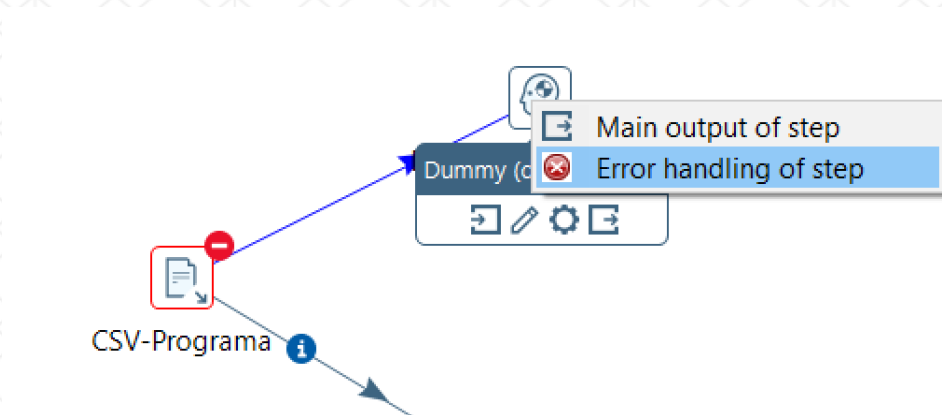 Main output of step
Error handling of step
Dummy (
CSV-Programa